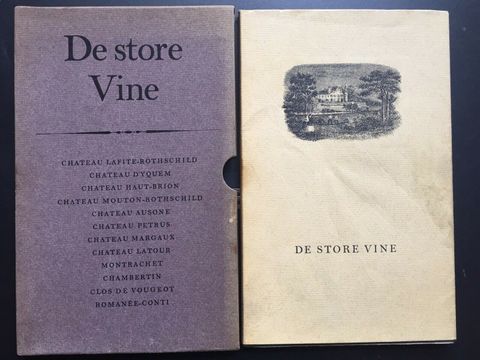 De store
Vine
CHATEAU LAFITE-ROTHSCHILD
CHATEAU D'YQUEM
CHATEAU HAUT-BRION
CHATEAU MOUTON-ROTHSCHILD
CHATEAU AUSONE
CHATEAU PETRUS
CHATEAU MARGAUX
CHATEAU LATOUR
MONTRACHET
CHAMBERTIN
CLOS DE VOUGEOT
ROMANÉE-CONTI
DE STORE VINE